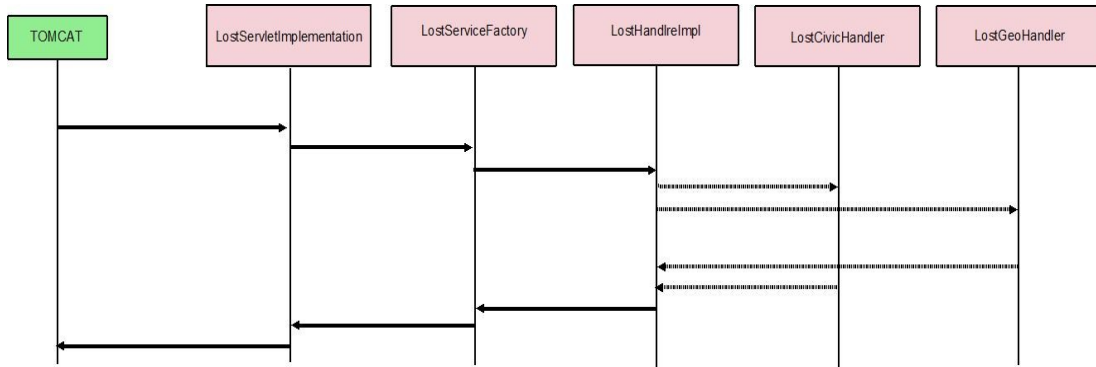 TOMCAT
LostServletImplementation
LostServiceFactory
LostHandlreImpl
LostCivicHandler
LostGeoHandler